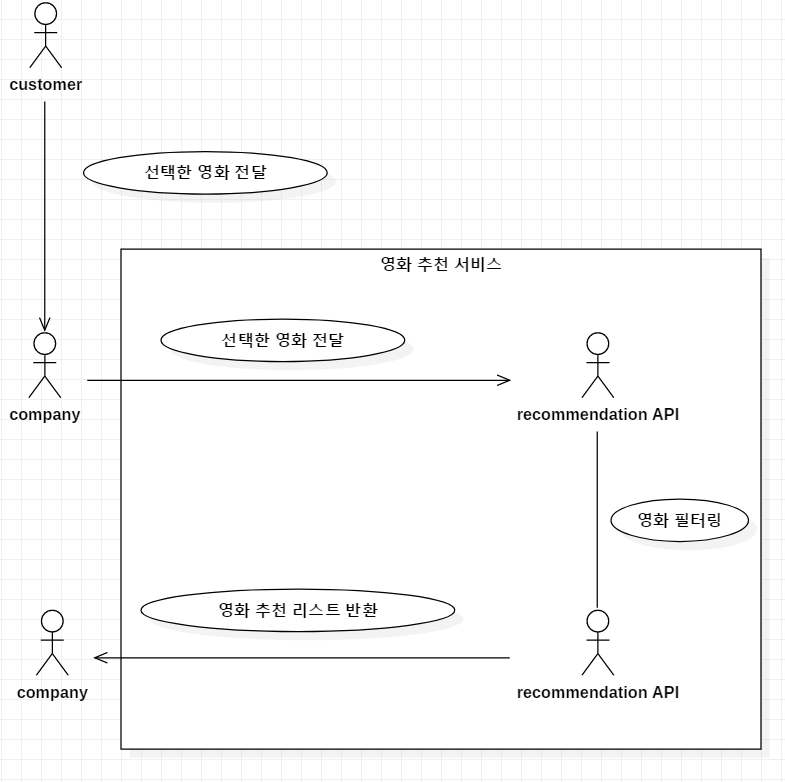 customer
선택한 영화 전달
영화 추천 서비스
선택한 영화 전달
company
recommendation API
영화 필터링
영화 추천 리스트 반환
company
recommendation API